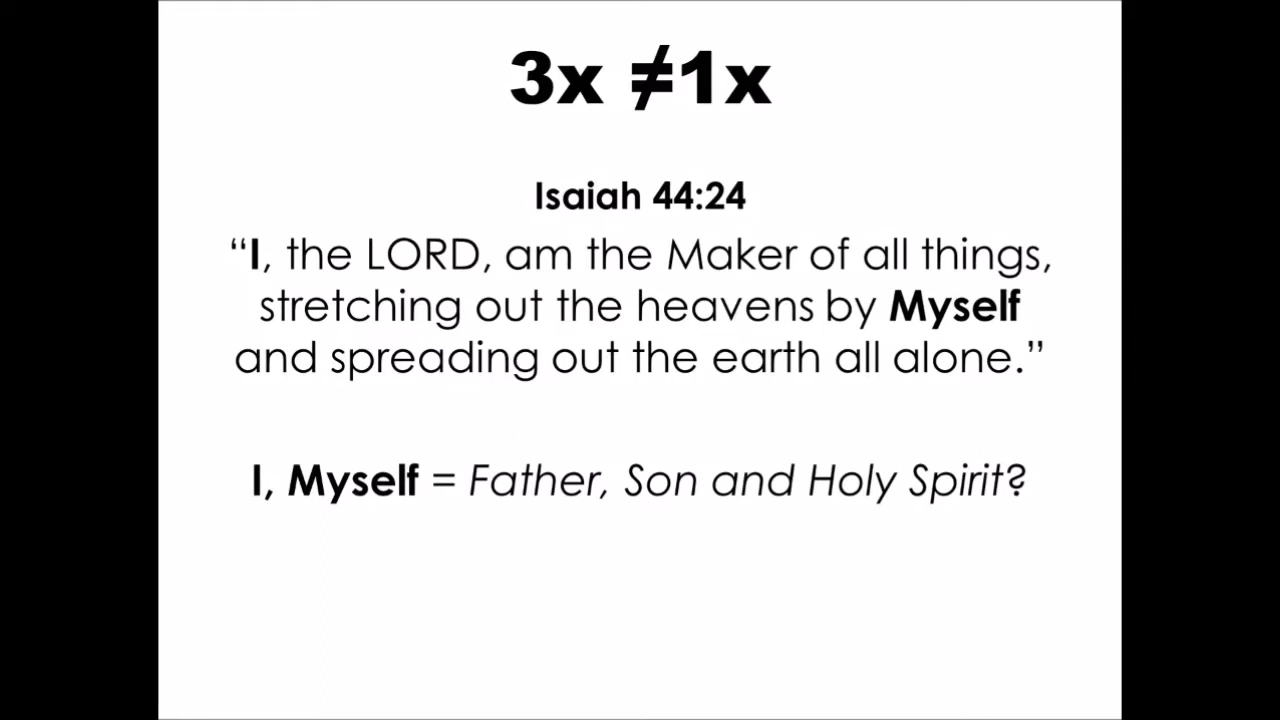 3x ≠1x
Isaiah 44:24
“I, the LORD, am the Maker of all things,
stretching out the heavens by Myself
and spreading out the earth all alone.”
I, Myself = Father, Son and Holy Spirit?